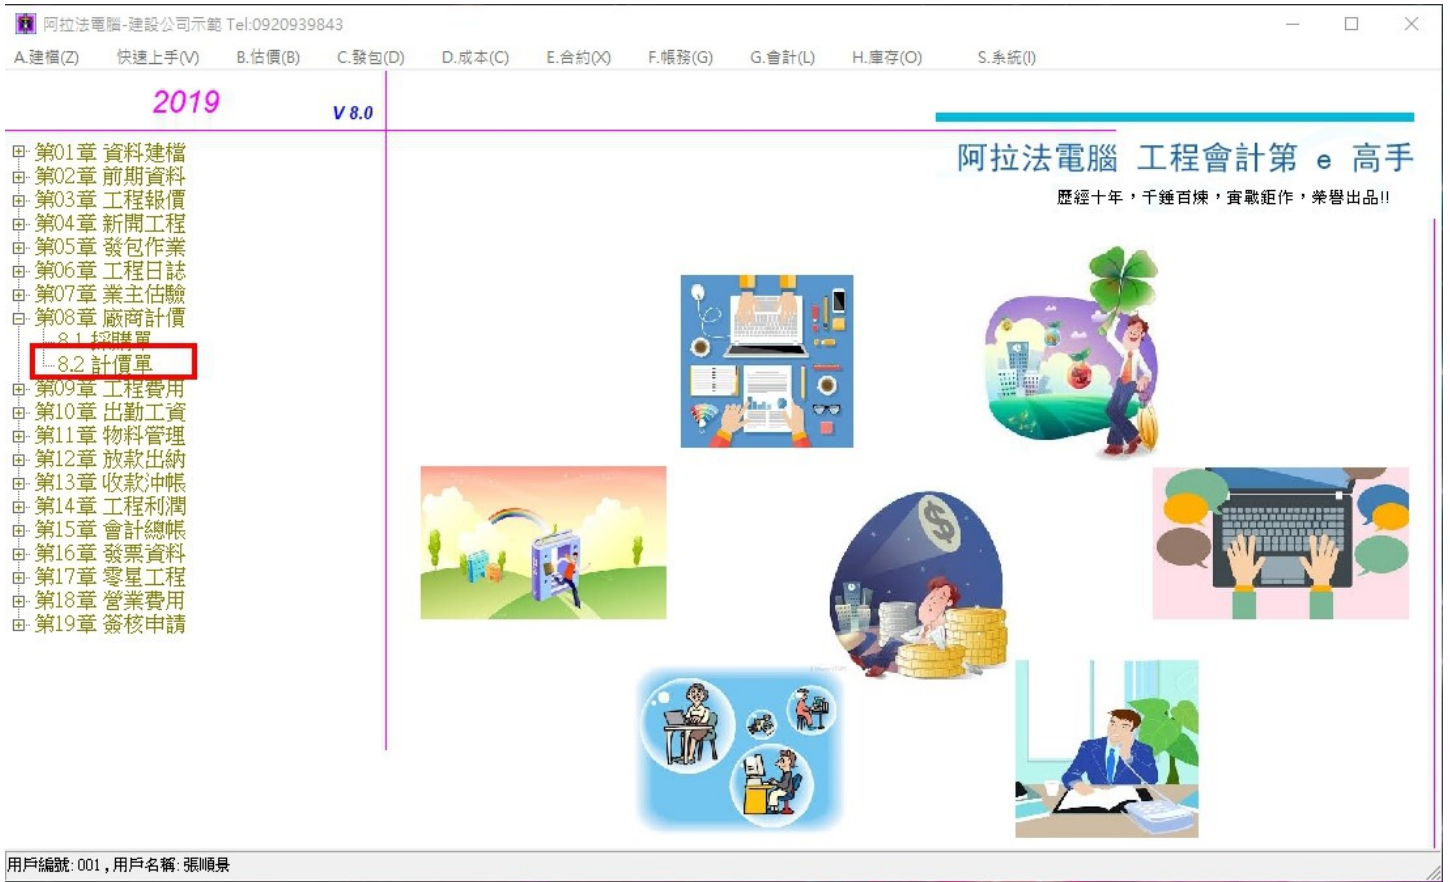 阿拉法電腦-建設公司示範 Tel:0920939843
A.建檔(Z) 快速上手(V) B.估價(B) C.發包(D) D.成本(C) E.合約(X) F.帳務(G) G.會計(L) H.庫存(O) S.系統(I)
2019 V 8.0
阿拉法電腦 工程會計第 e 高手
歷經十年，千錘百煉，實戰鉅作，榮譽出品!!
第01章 資料建檔
第02章 前期資料
第03章 工程報價
第04章 新開工程
第05章 發包作業
第06章 工程日誌
第07章 業主估驗
第08章 廠商計價
8.1 採購單
8.2 計價單
第09章 工程費用
第10章 出勤工資
第11章 物料管理
第12章 放款出納
第13章 收款沖帳
第14章 工程利潤
第15章 會計總帳
第16章 發票資料
第17章 零星工程
第18章 營業費用
第19章 簽核申請
用戶編號: 001 , 用戶名稱: 張順景